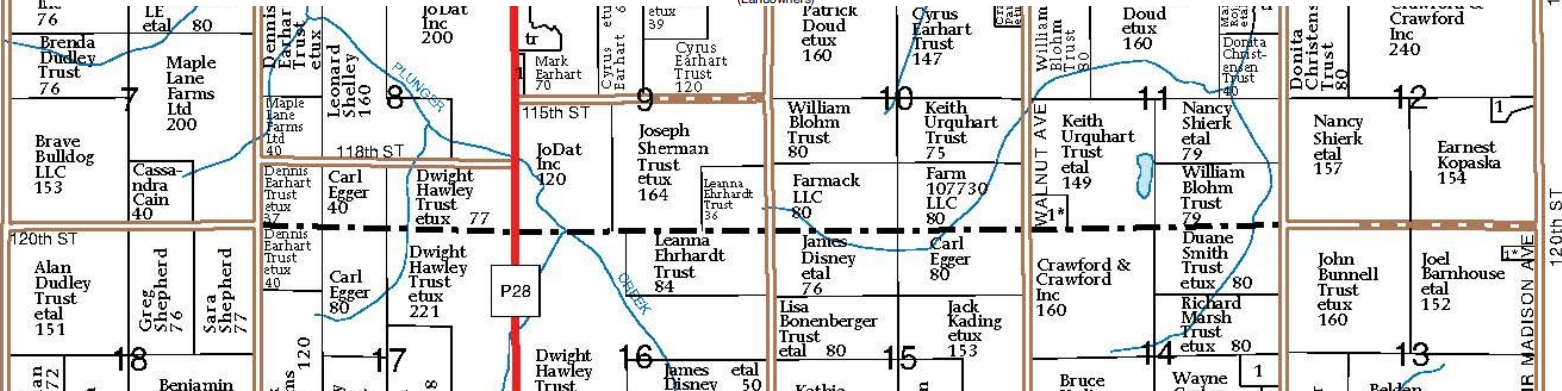 (Landowners)
Inc
76
LE
etal 80
Brenda
Dudley
Trust
76
Maple
Lane
Farms
Ltd
200
7
Brave
Bulldog
LLC
153
Cassa-
ndra
Cain
40
Dennis
Earhart
Trust
etux
Leonard
Shelley
160
JoDat
Inc
200
PLUNGER
8
Maple
Lane
Farms
Ltd
40
118th ST
Dennis
Earhart
Trust
etux
37
Carl
Egger
40
Dwight
Hawley
Trust
etux 77
tr
Mark
Earhart
70
Cyrus etux
Earhart
etux
39
Cyrus
Earhart
Trust
120
9
115th ST
JoDat
Inc
120
Joseph
Sherman
Trust
etux
164
Leanna
Ehrhardt
Trust
36
Patrick
Doud
etux
160
Cyrus
Earhart
Trust
147
10
William
Blohm
Trust
80
Keith
Urquhart
Trust
75
Farmack
LLC
80
Farm
107730
LLC
80
William
Blohm
Trust
80
Doud
etux
160
Donita
Christ-
ensen
Trust
40
11
WALNUT AVE
Keith
Urquhart
Trust
etal
149
1*
Nancy
Shierk
etal
79
William
Blohm
Trust
79
Donita
Christens
Trust
80
Crawford &
Crawford
Inc
240
12
1
Nancy
Shierk
etal
157
Earnest
Kopaska
154
120th ST
120th ST
Alan
Dudley
Trust
etal
151
Greg
Shepherd
76
Sara
Shepherd
77
18
72
Benjamin
Dennis
Earhart
Trust
etux
40
Carl
Egger
80
Dwight
Hawley
Trust
etux
221
120
17
8
P28
CREEK
Leanna
Ehrhardt
Trust
84
Dwight
Hawley
Trust
16
James etal
Disney 50
James
Disney
etal
76
Carl
Egger
80
Lisa
Bonenberger
Trust
etal 80
Jack
Kading
etux
153
15
Kathie
Crawford &
Crawford
Inc
160
Duane
Smith
Trust
etux 80
Richard
Marsh
Trust
etux 80
14
Bruce
Wayne
1
John
Bunnell
Trust
etux
160
Joel
Barnhouse
etal
152
1*
13
Belden
R MADISON AVE